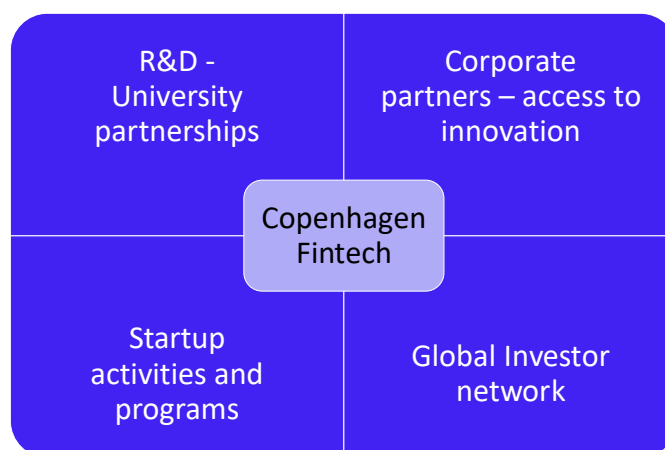 R&D -
University
partnerships
Corporate
partners – access to
innovation
Copenhagen
Fintech
Startup
activities and
programs
Global Investor
network